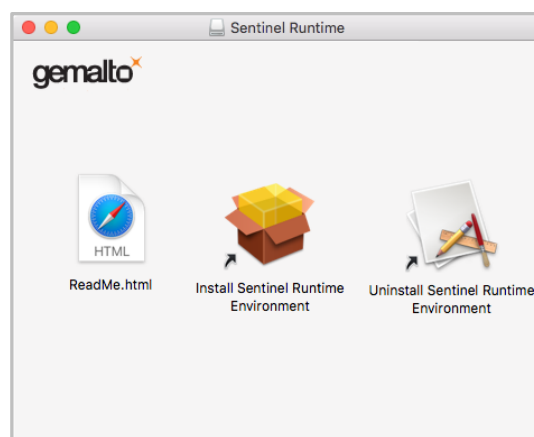 Sentinel Runtime
gemalto
HTML
ReadMe.html
Install Sentinel Runtime
Environment
Uninstall Sentinel Runtime
Environment